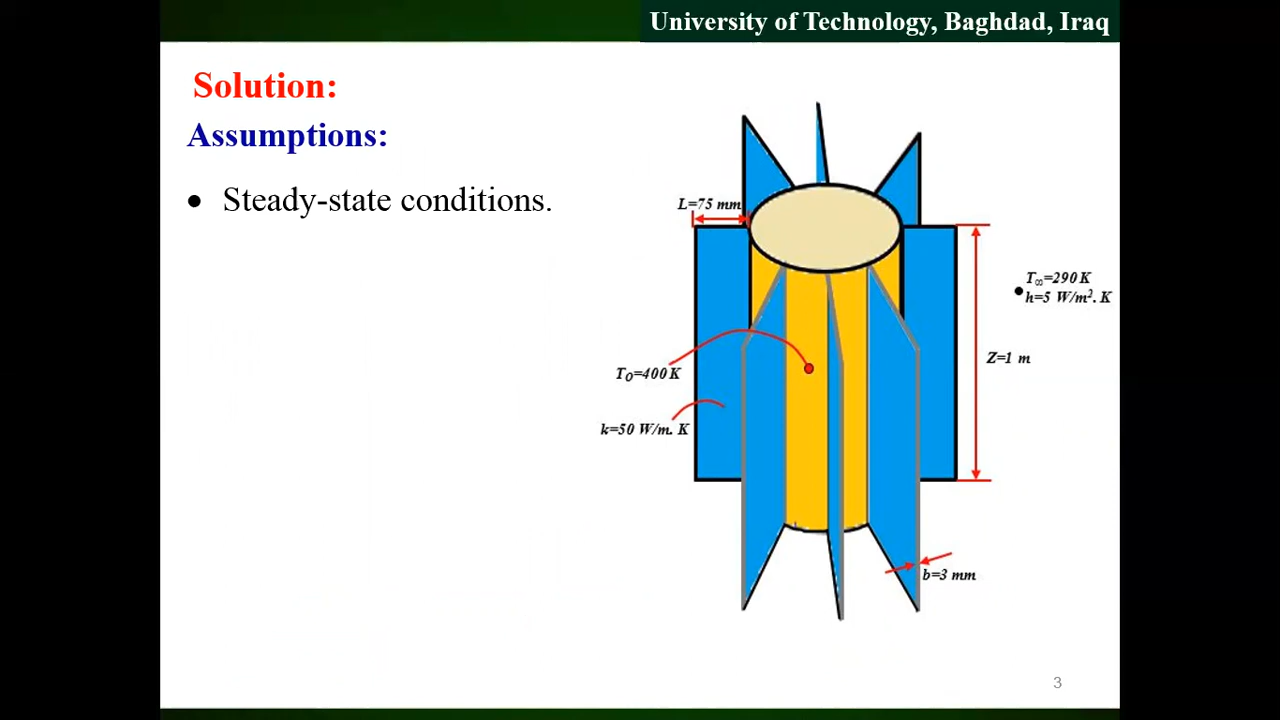 University of Technology, Baghdad, Iraq
Solution:
Assumptions:
• Steady-state conditions.
L=75 mm
T∞=290 K
h=5 W/m². K
Z=1 m
T_O=400 K
k=50 W/m. K
b=3 mm
3